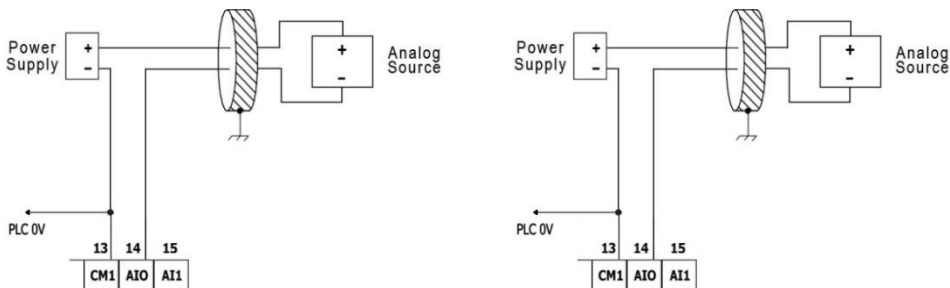 Power
Supply
+
−
+
−
Analog
Source
PLC 0V
13 14 15
CM1 AI0 AI1
Power
Supply
+
−
+
−
Analog
Source
PLC 0V
13 14 15
CM1 AI0 AI1